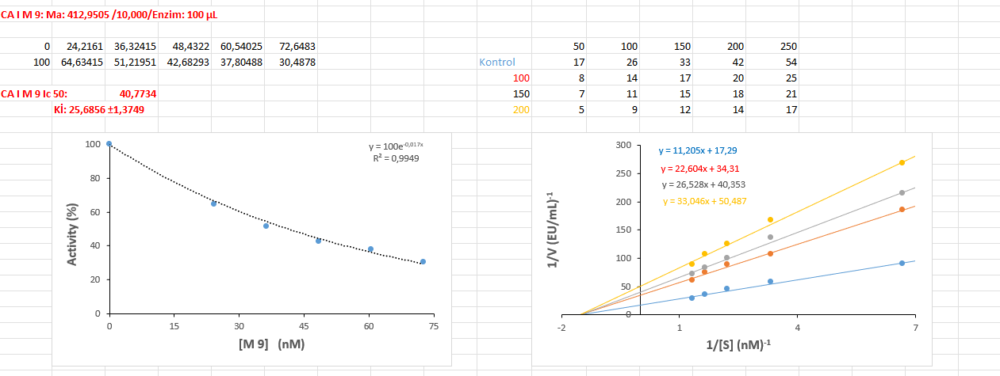 CA I M 9: Ma: 412,9505 /10,000/Enzim: 100 µL
0 24,2161 36,32415 48,4322 60,54025 72,6483 50 100 150 200 250
100 64,63415 51,21951 42,68293 37,80488 30,4878 Kontrol 17 26 33 42 54
100 8 14 17 20 25
CA I M 9 Ic 50: 40,7734 150 7 11 15 18 21
Kİ: 25,6856 ±1,3749 200 5 9 12 14 17
y = 100e-0,017x
R² = 0,9949
100
80
60
40
20
0
0 15 30 45 60 75
Activity (%)
[M 9] (nM)
y = 11,205x + 17,29
y = 22,604x + 34,31
y = 26,528x + 40,353
y = 33,046x + 50,487
300
250
200
150
100
50
0
-2 1 4 7
1/V (EU/mL)-1
1/[S] (nM)-1